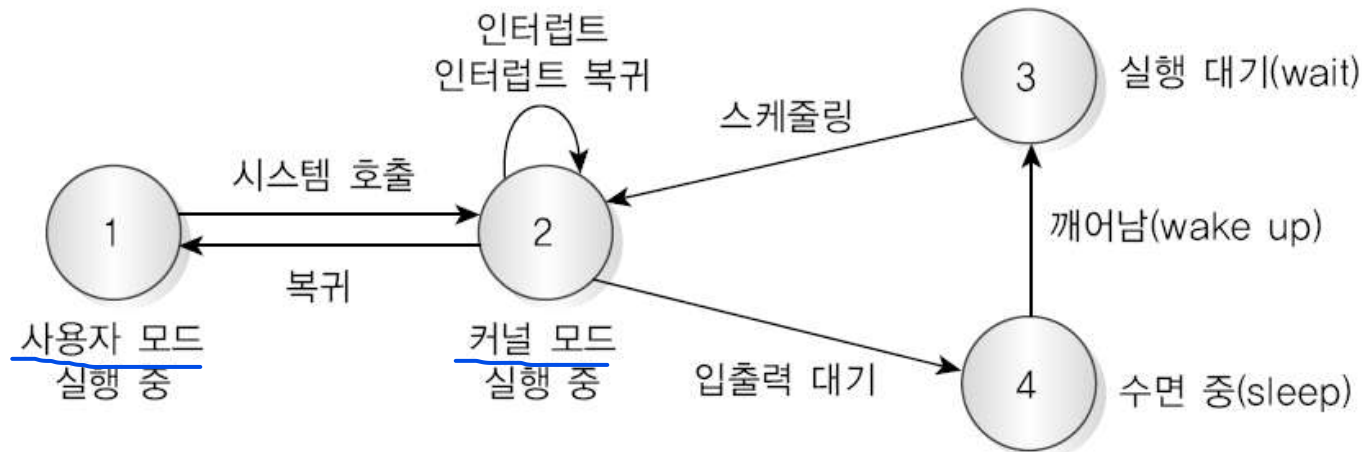 인터럽트
인터럽트 복귀
3
실행 대기(wait)
스케줄링
시스템 호출
1
2
깨어남(wake up)
복귀
사용자 모드
실행 중
커널 모드
실행 중
입출력 대기
4
수면 중(sleep)